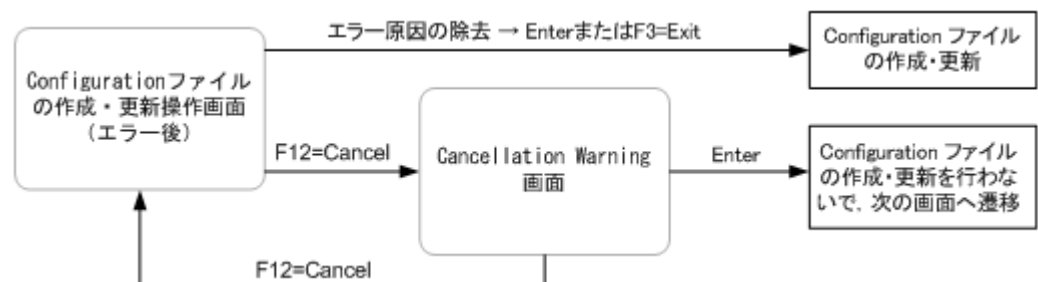 エラー原因の除去 → EnterまたはF3=Exit
Configurationファイル
の作成・更新操作画面
(エラー後)
Configuration ファイル
の作成・更新
F12=Cancel
Cancellation Warning
画面
Enter
Configuration ファイル
の作成・更新を行わな
いで, 次の画面へ遷移
F12=Cancel